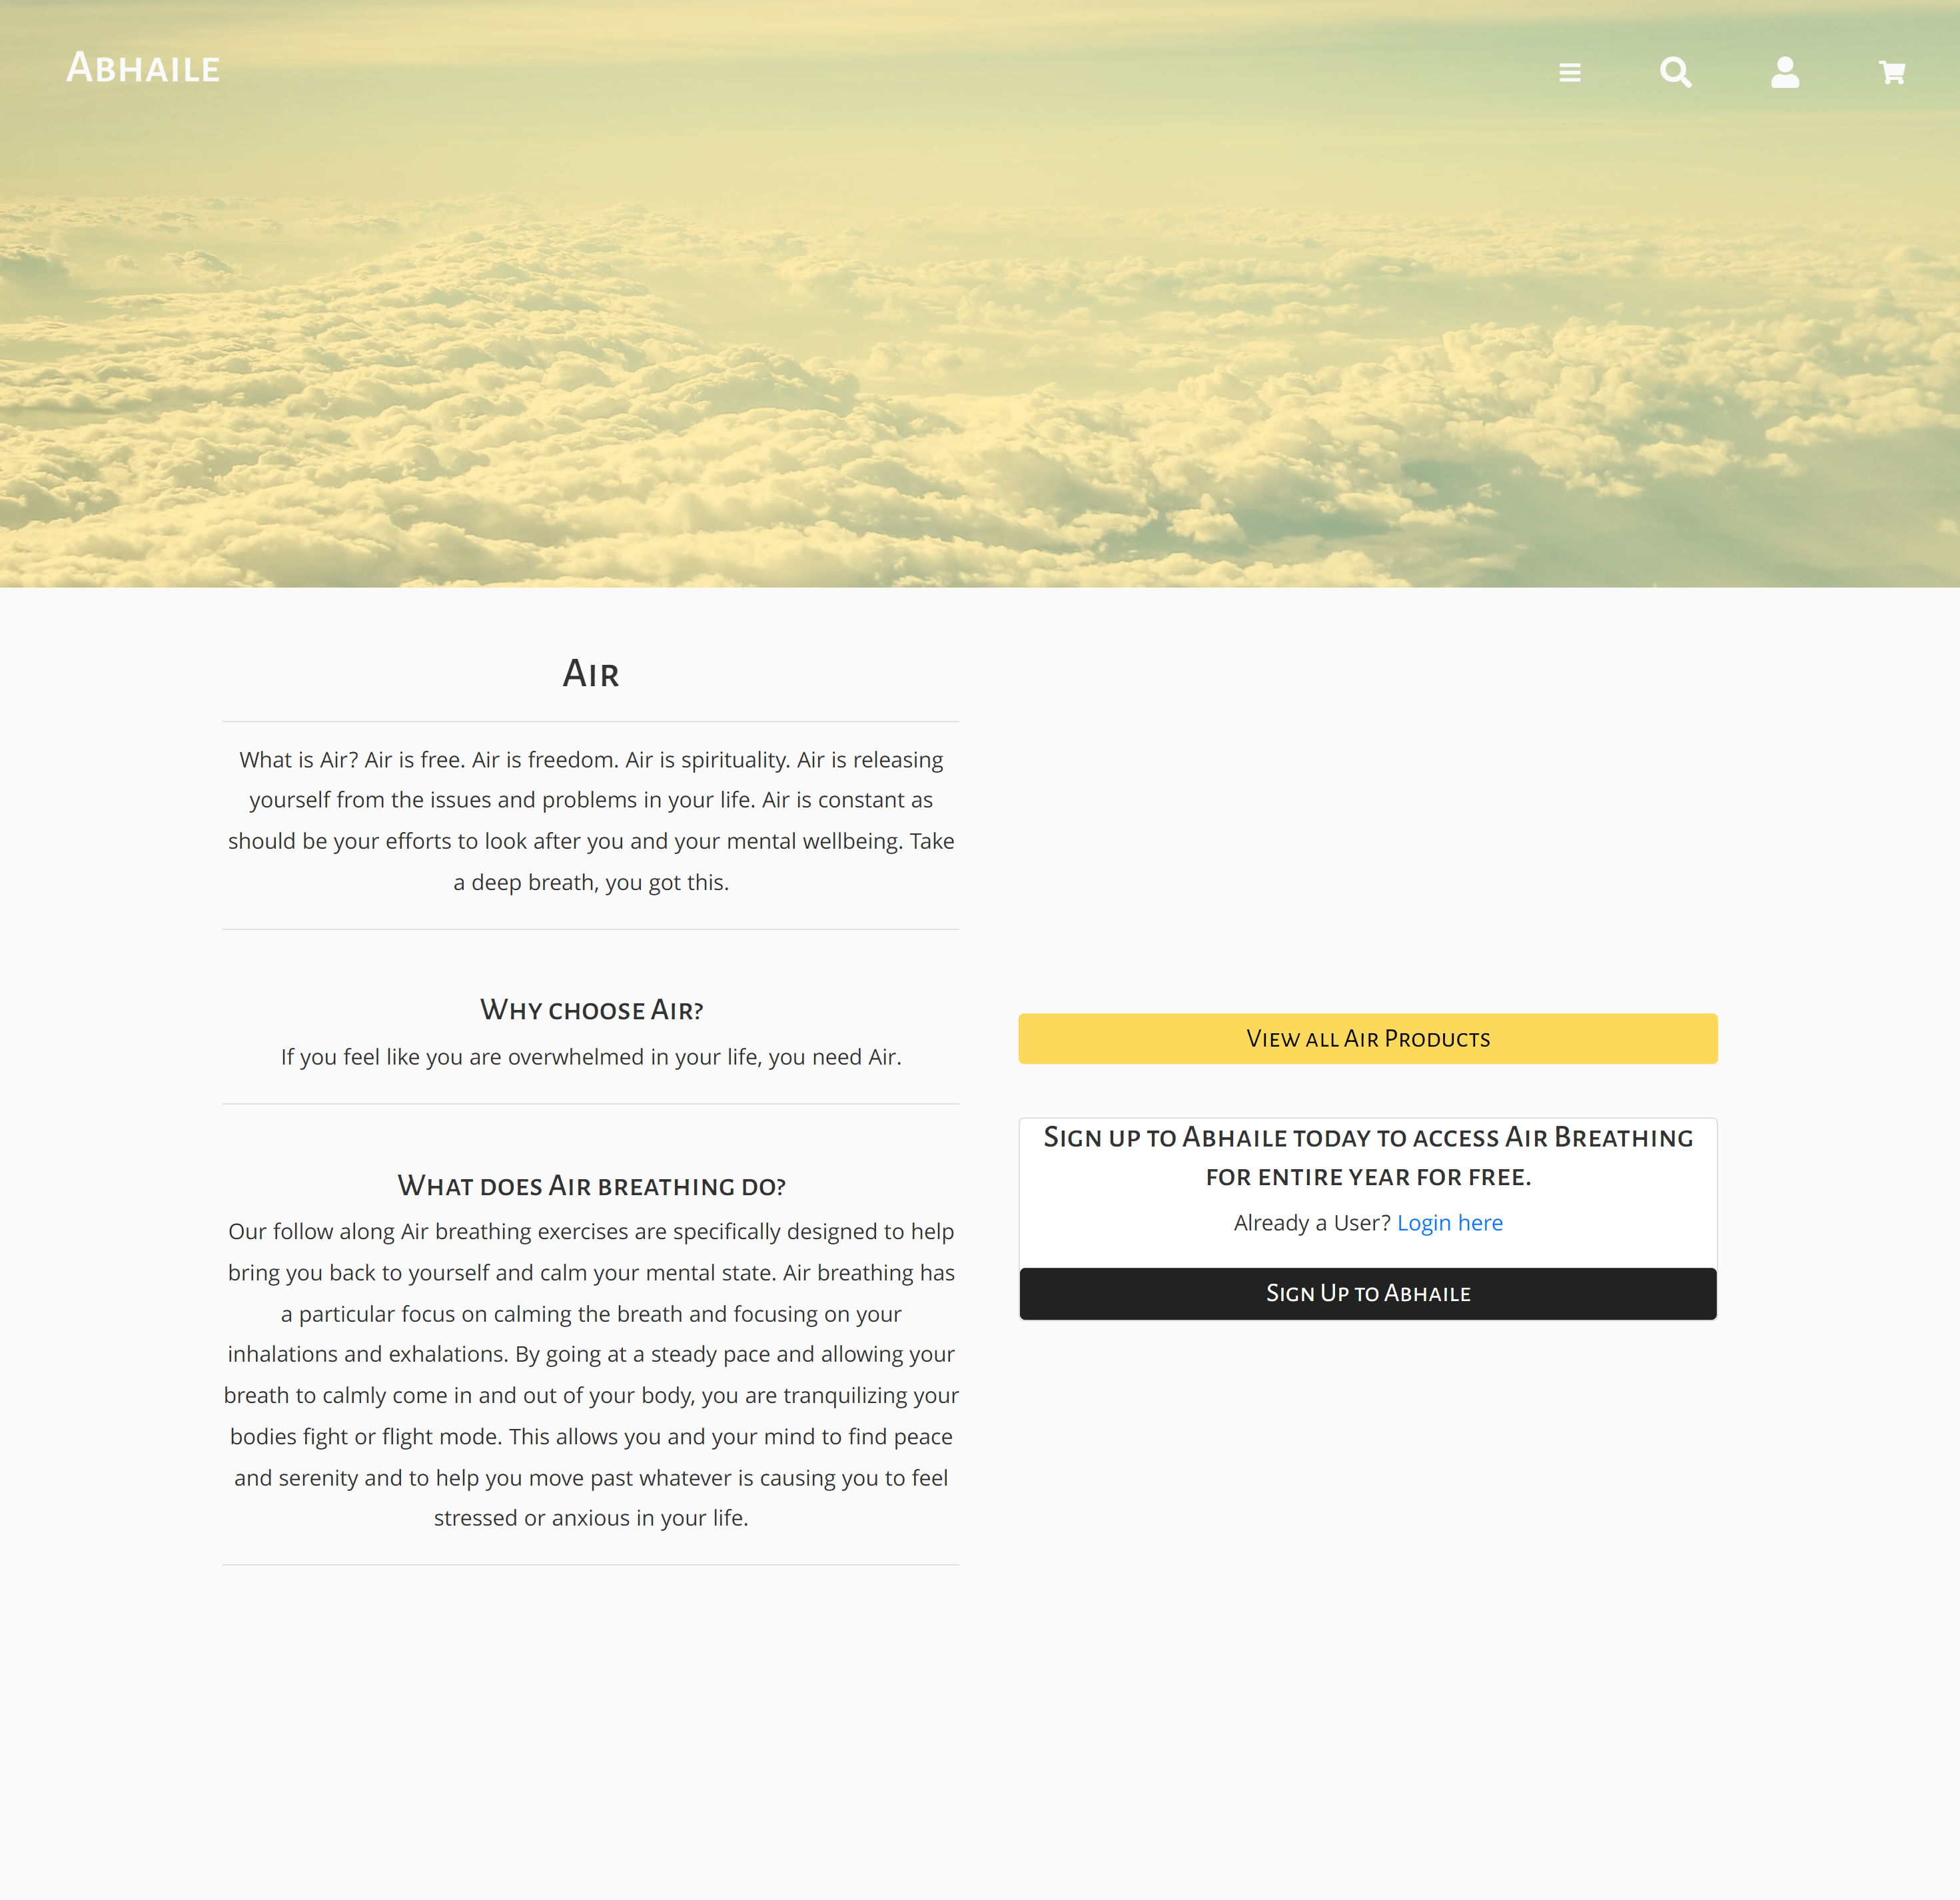 Abhaile
Air
What is Air? Air is free. Air is freedom. Air is spirituality. Air is releasing
yourself from the issues and problems in your life. Air is constant as
should be your efforts to look after you and your mental wellbeing. Take
a deep breath, you got this.
Why choose Air?
If you feel like you are overwhelmed in your life, you need Air.
What does Air breathing do?
Our follow along Air breathing exercises are specifically designed to help
bring you back to yourself and calm your mental state. Air breathing has
a particular focus on calming the breath and focusing on your
inhalations and exhalations. By going at a steady pace and allowing your
breath to calmly come in and out of your body, you are tranquilizing your
bodies fight or flight mode. This allows you and your mind to find peace
and serenity and to help you move past whatever is causing you to feel
stressed or anxious in your life.
View all Air Products
Sign up to Abhaile today to access Air Breathing
for entire year for free.
Already a User? Login here
Sign Up to Abhaile